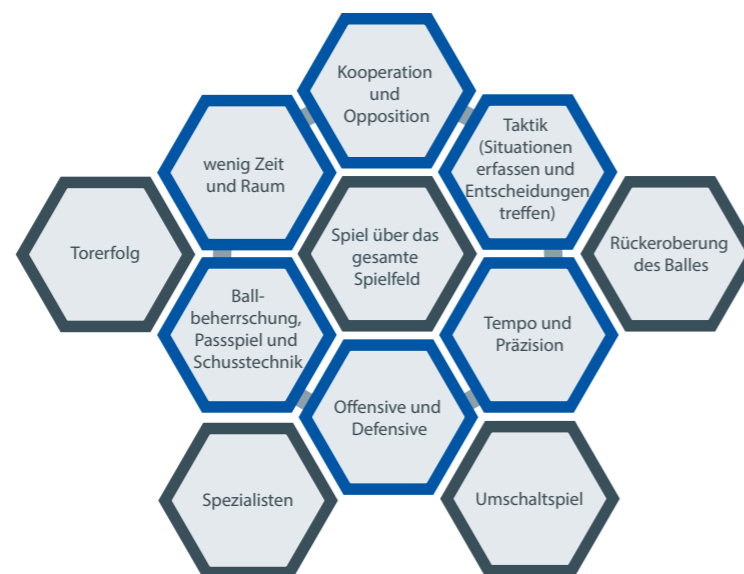 Kooperation
und
Opposition
wenig Zeit
und Raum
Taktik
(Situationen
erfassen und
Entscheidungen
treffen)
Torerfolg
Spiel über das
gesamte
Spielfeld
Rückeroberung
des Balles
Ball-
beherrschung,
Passspiel und
Schusstechnik
Tempo und
Präzision
Offensive und
Defensive
Spezialisten
Umschaltspiel